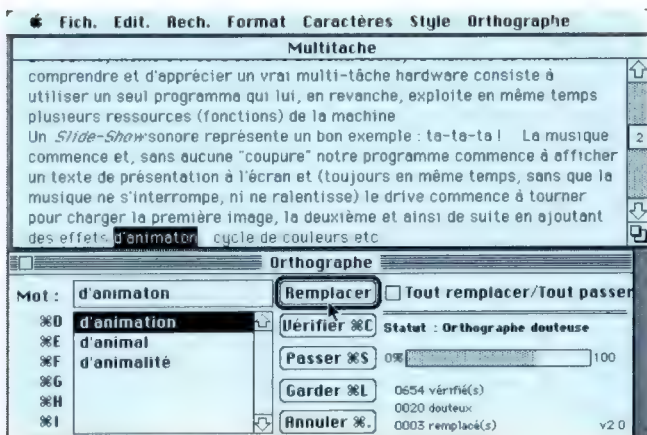 Fich. Edit. Rech. Format Caractères Style Orthographe
Multitache
comprendre et d'apprécier un vrai multi-tâche hardware consiste à
utiliser un seul programma qui lui, en revanche, exploite en même temps
plusieurs ressources (fonctions) de la machine
Un Slide-Show sonore représente un bon exemple : ta-ta-ta ! La musique
commence et, sans aucune "coupure" notre programme commence à afficher
un texte de présentation à l'écran et (toujours en même temps, sans que la
musique ne s'interrompe, ni ne ralentisse) le drive commence à tourner
pour charger la première image, la deuxième et ainsi de suite en ajoutant
des effets d'animaton cycle de couleurs etc
2
Orthographe
Mot : d'animaton Remplacer Tout remplacer/Tout passer
⌘D d'animation Vérifier ⌘C Statut : Orthographe douteuse
⌘E d'animal
⌘F d'animalité Passer ⌘S 0% 100
⌘G
⌘H Garder ⌘L 0654 vérifié(s)
0020 douteux
⌘I Annuler ⌘. 0003 remplacé(s) v2.0